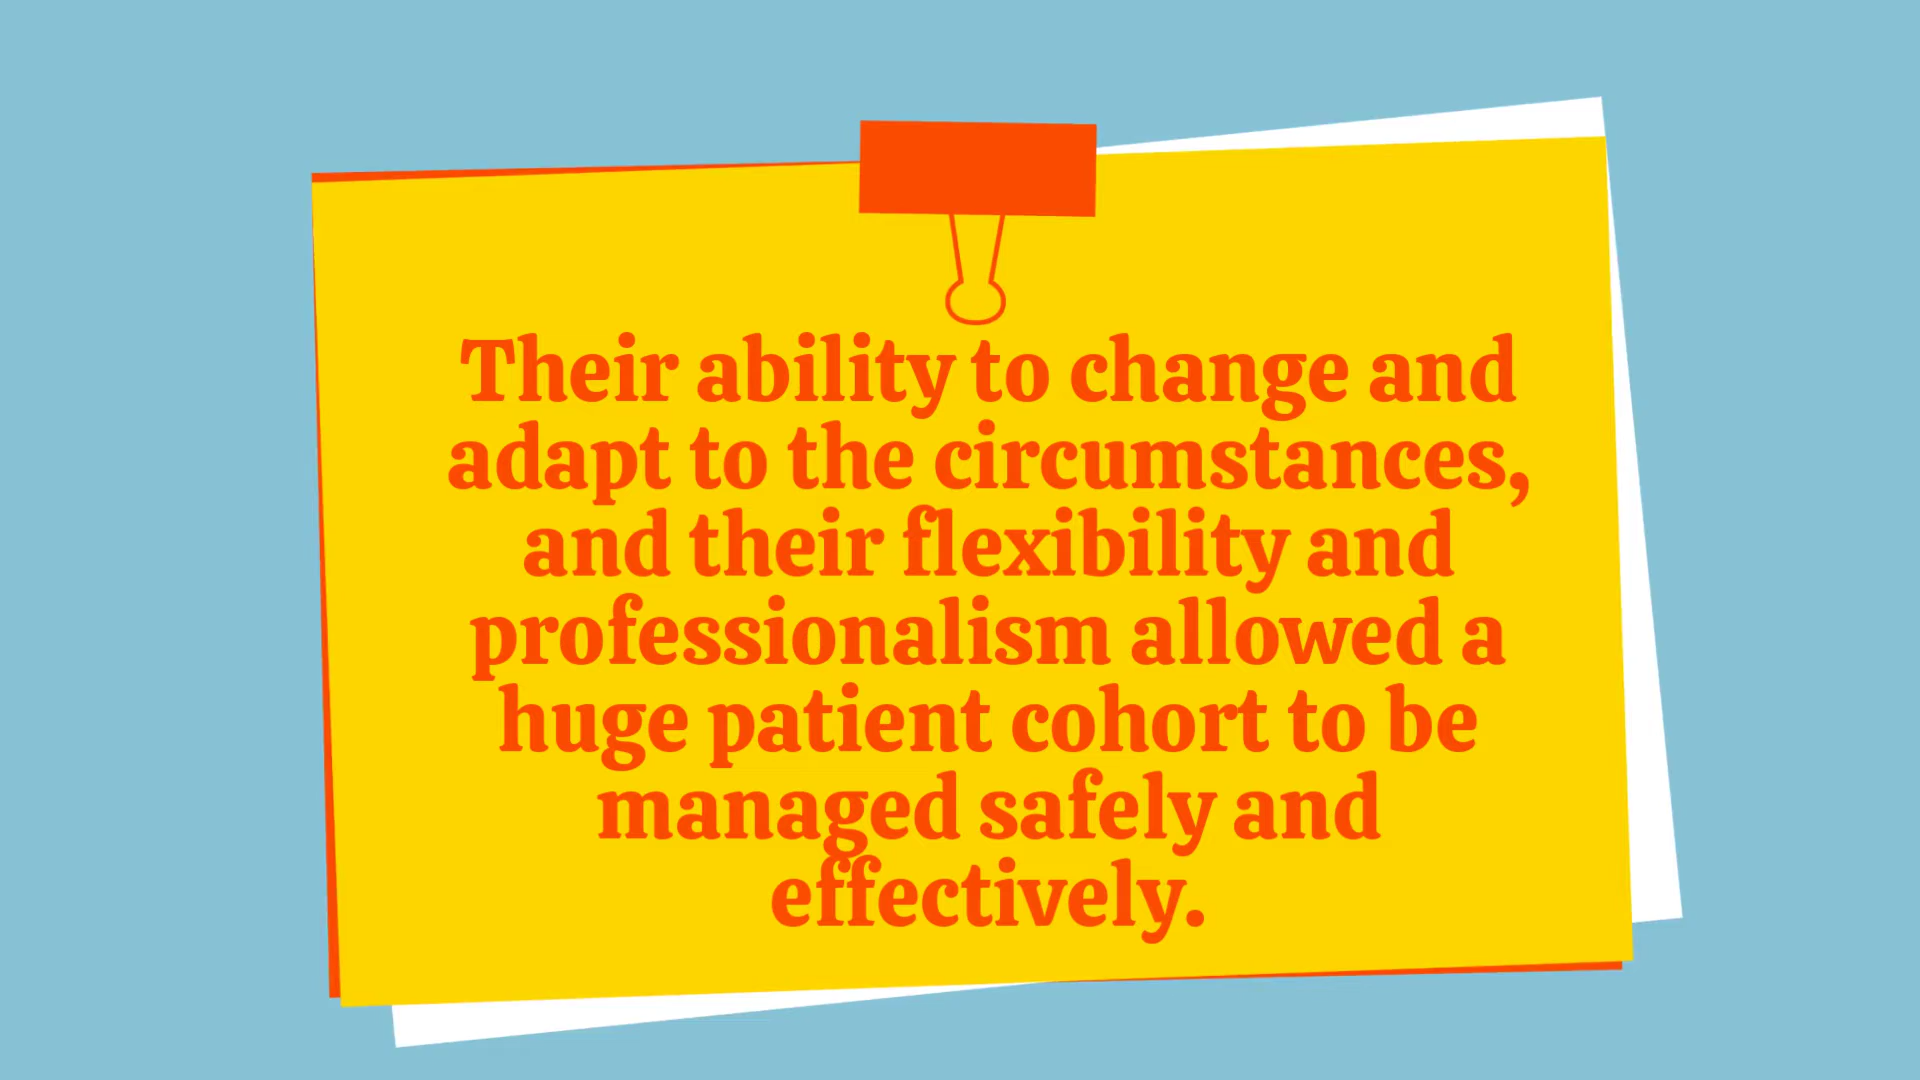 Their ability to change and
adapt to the circumstances,
and their flexibility and
professionalism allowed a
huge patient cohort to be
managed safely and
effectively.